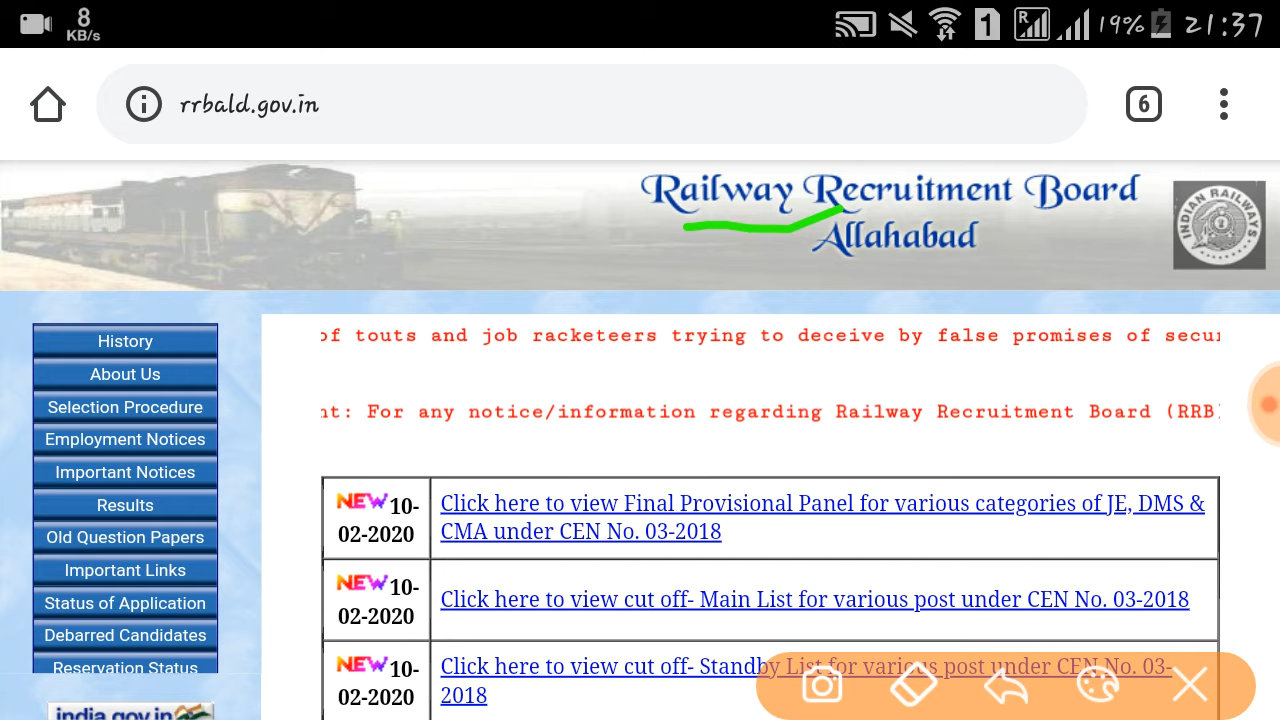 8
KB/s
1
R
19%
21:37
rrbald.gov.in
6
Railway Recruitment Board
Allahabad
INDIAN RAILWAYS
of touts and job racketeers trying to deceive by false promises of secur
nt: For any notice/information regarding Railway Recruitment Board (RRB)
History
About Us
Selection Procedure
Employment Notices
Important Notices
Results
Old Question Papers
Important Links
Status of Application
Debarred Candidates
Reservation Status
india.gov.in
NEW 10-
02-2020
Click here to view Final Provisional Panel for various categories of JE, DMS &
CMA under CEN No. 03-2018
NEW 10-
02-2020
Click here to view cut off- Main List for various post under CEN No. 03-2018
NEW 10-
02-2020
Click here to view cut off- Standby List for various post under CEN No. 03-
2018